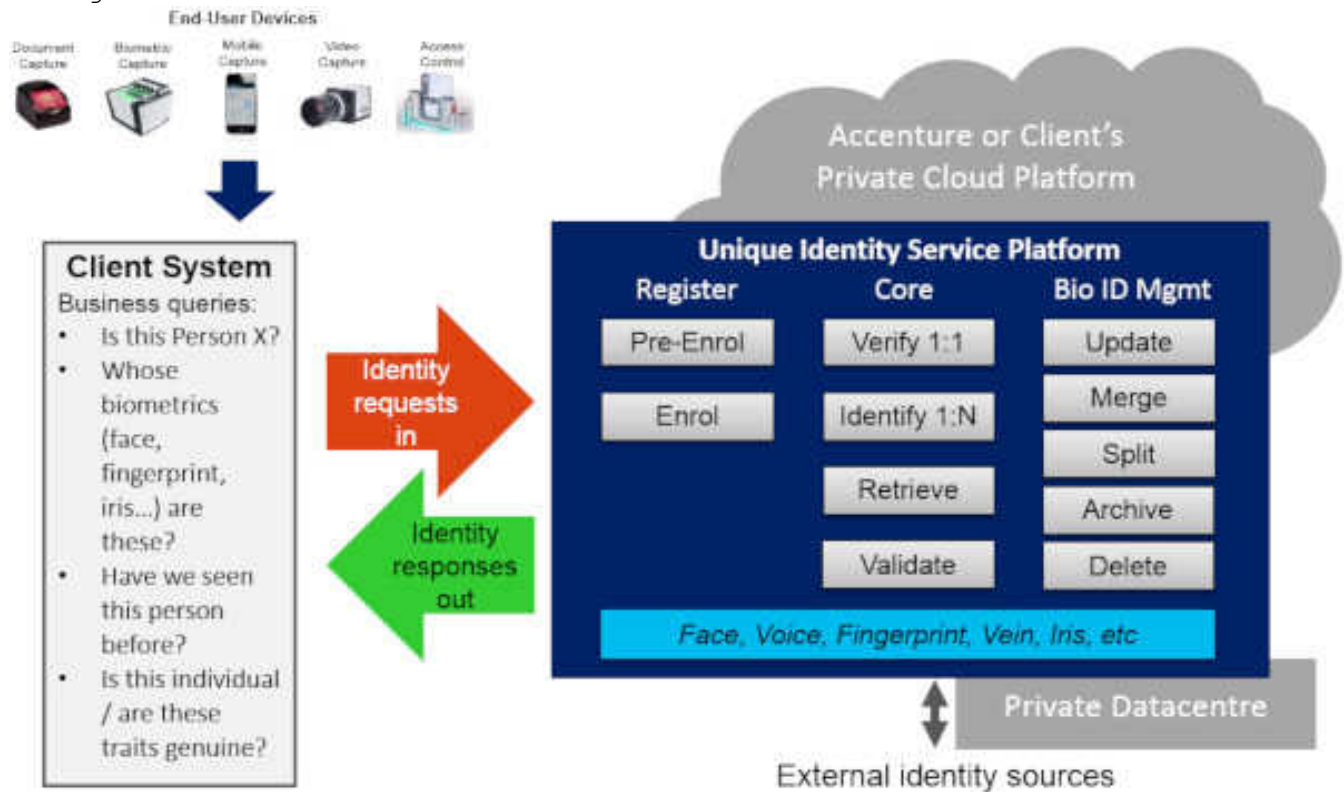 End-User Devices
Document
Capture
Biometric
Capture
Mobile
Capture
Video
Capture
Access
Control
Accenture or Client's
Private Cloud Platform
Client System
Business queries:
• Is this Person X?
• Whose
biometrics
(face,
fingerprint,
iris...) are
these?
• Have we seen
this person
before?
• Is this individual
/ are these
traits genuine?
Identity
requests
in
Identity
responses
out
Unique Identity Service Platform
Register
Core
Bio ID Mgmt
Pre-Enrol
Verify 1:1
Update
Enrol
Identify 1:N
Merge
Split
Retrieve
Archive
Validate
Delete
Face, Voice, Fingerprint, Vein, Iris, etc
Private Datacentre
External identity sources